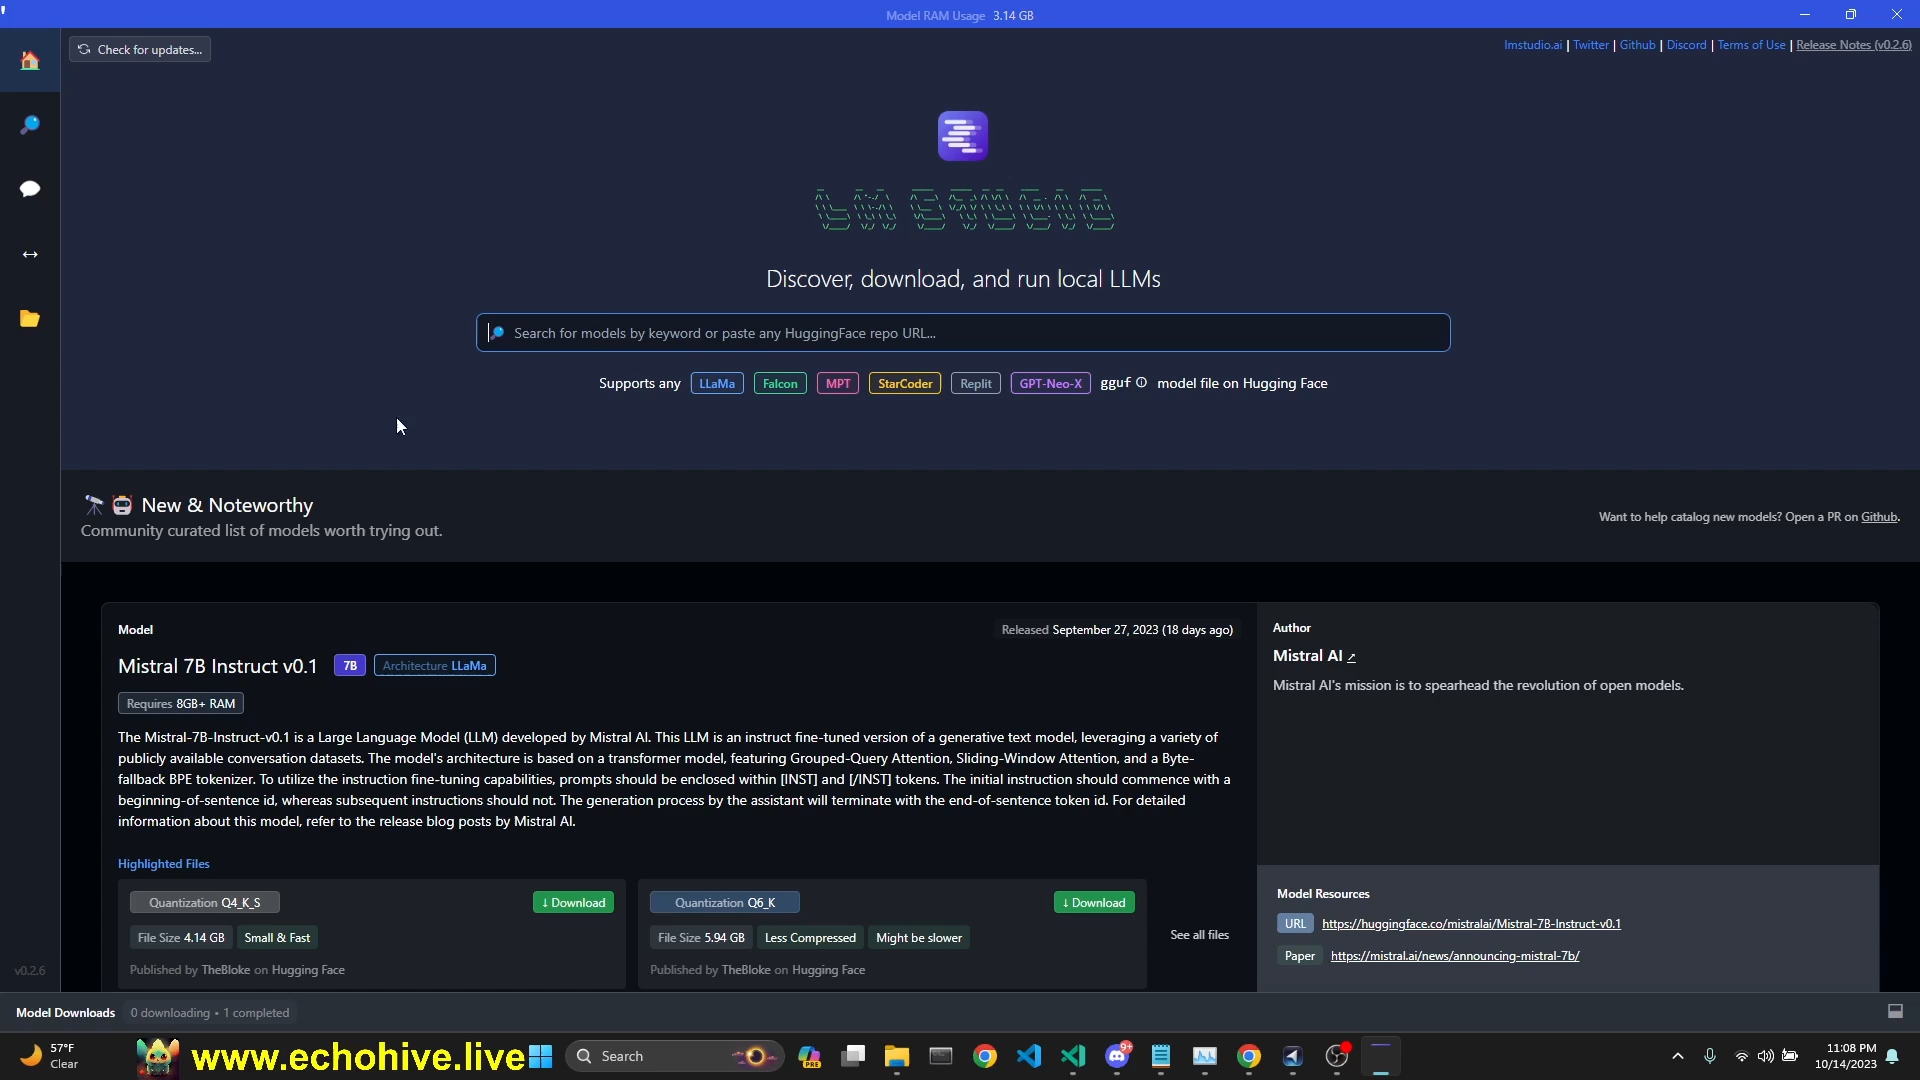 Model RAM Usage 3.14 GB
Check for updates...
lmstudio.ai | Twitter | Github | Discord | Terms of Use | Release Notes (v0.2.6)
LM STUDIO
Discover, download, and run local LLMs
Search for models by keyword or paste any HuggingFace repo URL...
Supports any LLaMa Falcon MPT StarCoder Replit GPT-Neo-X gguf model file on Hugging Face
New & Noteworthy
Community curated list of models worth trying out.
Want to help catalog new models? Open a PR on Github.
Model
Released September 27, 2023 (18 days ago)
Mistral 7B Instruct v0.1 7B Architecture LLaMa
Requires 8GB+ RAM
The Mistral-7B-Instruct-v0.1 is a Large Language Model (LLM) developed by Mistral AI. This LLM is an instruct fine-tuned version of a generative text model, leveraging a variety of
publicly available conversation datasets. The model's architecture is based on a transformer model, featuring Grouped-Query Attention, Sliding-Window Attention, and a Byte-
fallback BPE tokenizer. To utilize the instruction fine-tuning capabilities, prompts should be enclosed within [INST] and [/INST] tokens. The initial instruction should commence with a
beginning-of-sentence id, whereas subsequent instructions should not. The generation process by the assistant will terminate with the end-of-sentence token id. For detailed
information about this model, refer to the release blog posts by Mistral AI.
Highlighted Files
Quantization Q4_K_S
↓ Download
File Size 4.14 GB Small & Fast
Published by TheBloke on Hugging Face
Quantization Q6_K
↓ Download
File Size 5.94 GB Less Compressed Might be slower
Published by TheBloke on Hugging Face
See all files
Author
Mistral AI
Mistral AI's mission is to spearhead the revolution of open models.
Model Resources
URL https://huggingface.co/mistralai/Mistral-7B-Instruct-v0.1
Paper https://mistral.ai/news/announcing-mistral-7b/
v0.2.6
Model Downloads 0 downloading • 1 completed
57°F
Clear
www.echohive.live
Search
PRE
9+
11:08 PM
10/14/2023